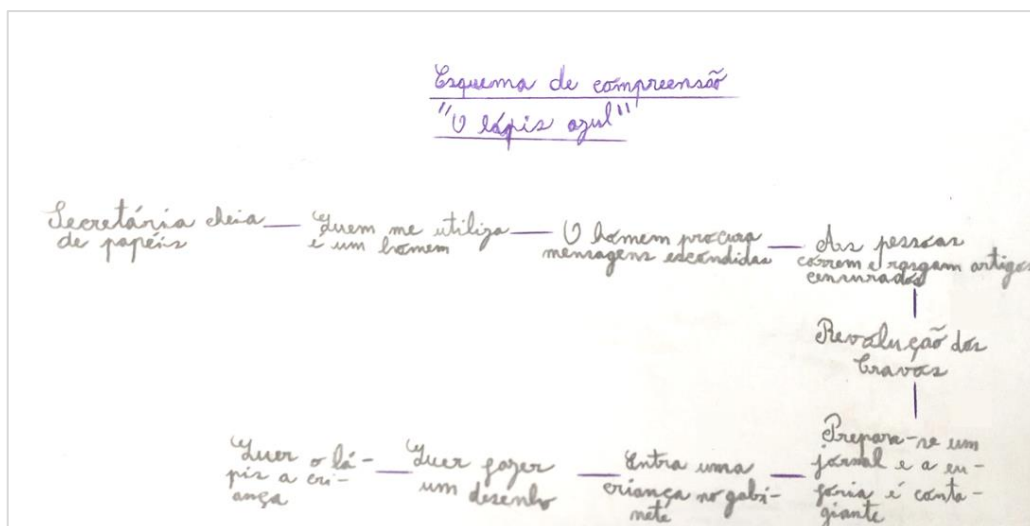 Esquema de compreensão
"O lápis azul"
Secretária cheia
de papéis
Quem me utiliza
é um homem
O homem procura
mensagens escondidas
As pessoas
correm e rasgam artigos
censurados
Revolução dos
Cravos
Prepara-se um
jornal e a eu-
foria é conta-
giante
Entra uma
criança no gabi-
nete
Quer fazer
um desenho
Quer o lá-
pis a cri-
ança